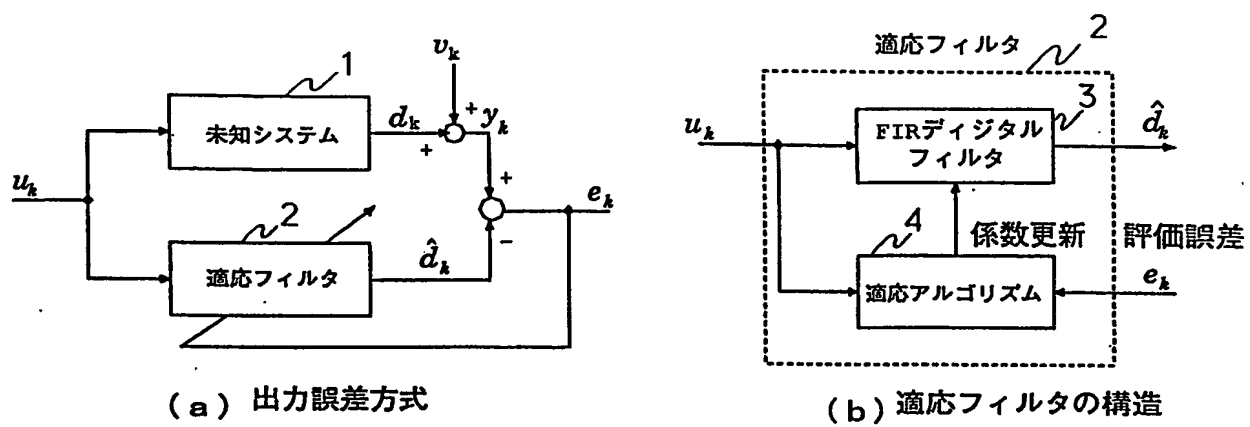 1
v_k
未知システム
d_k
+
+
y_k
u_k
+
e_k
2
−
適応フィルタ
d̂_k
(a) 出力誤差方式
適応フィルタ
2
3
u_k
FIRディジタル
フィルタ
d̂_k
4
係数更新
評価誤差
適応アルゴリズム
e_k
(b) 適応フィルタの構造